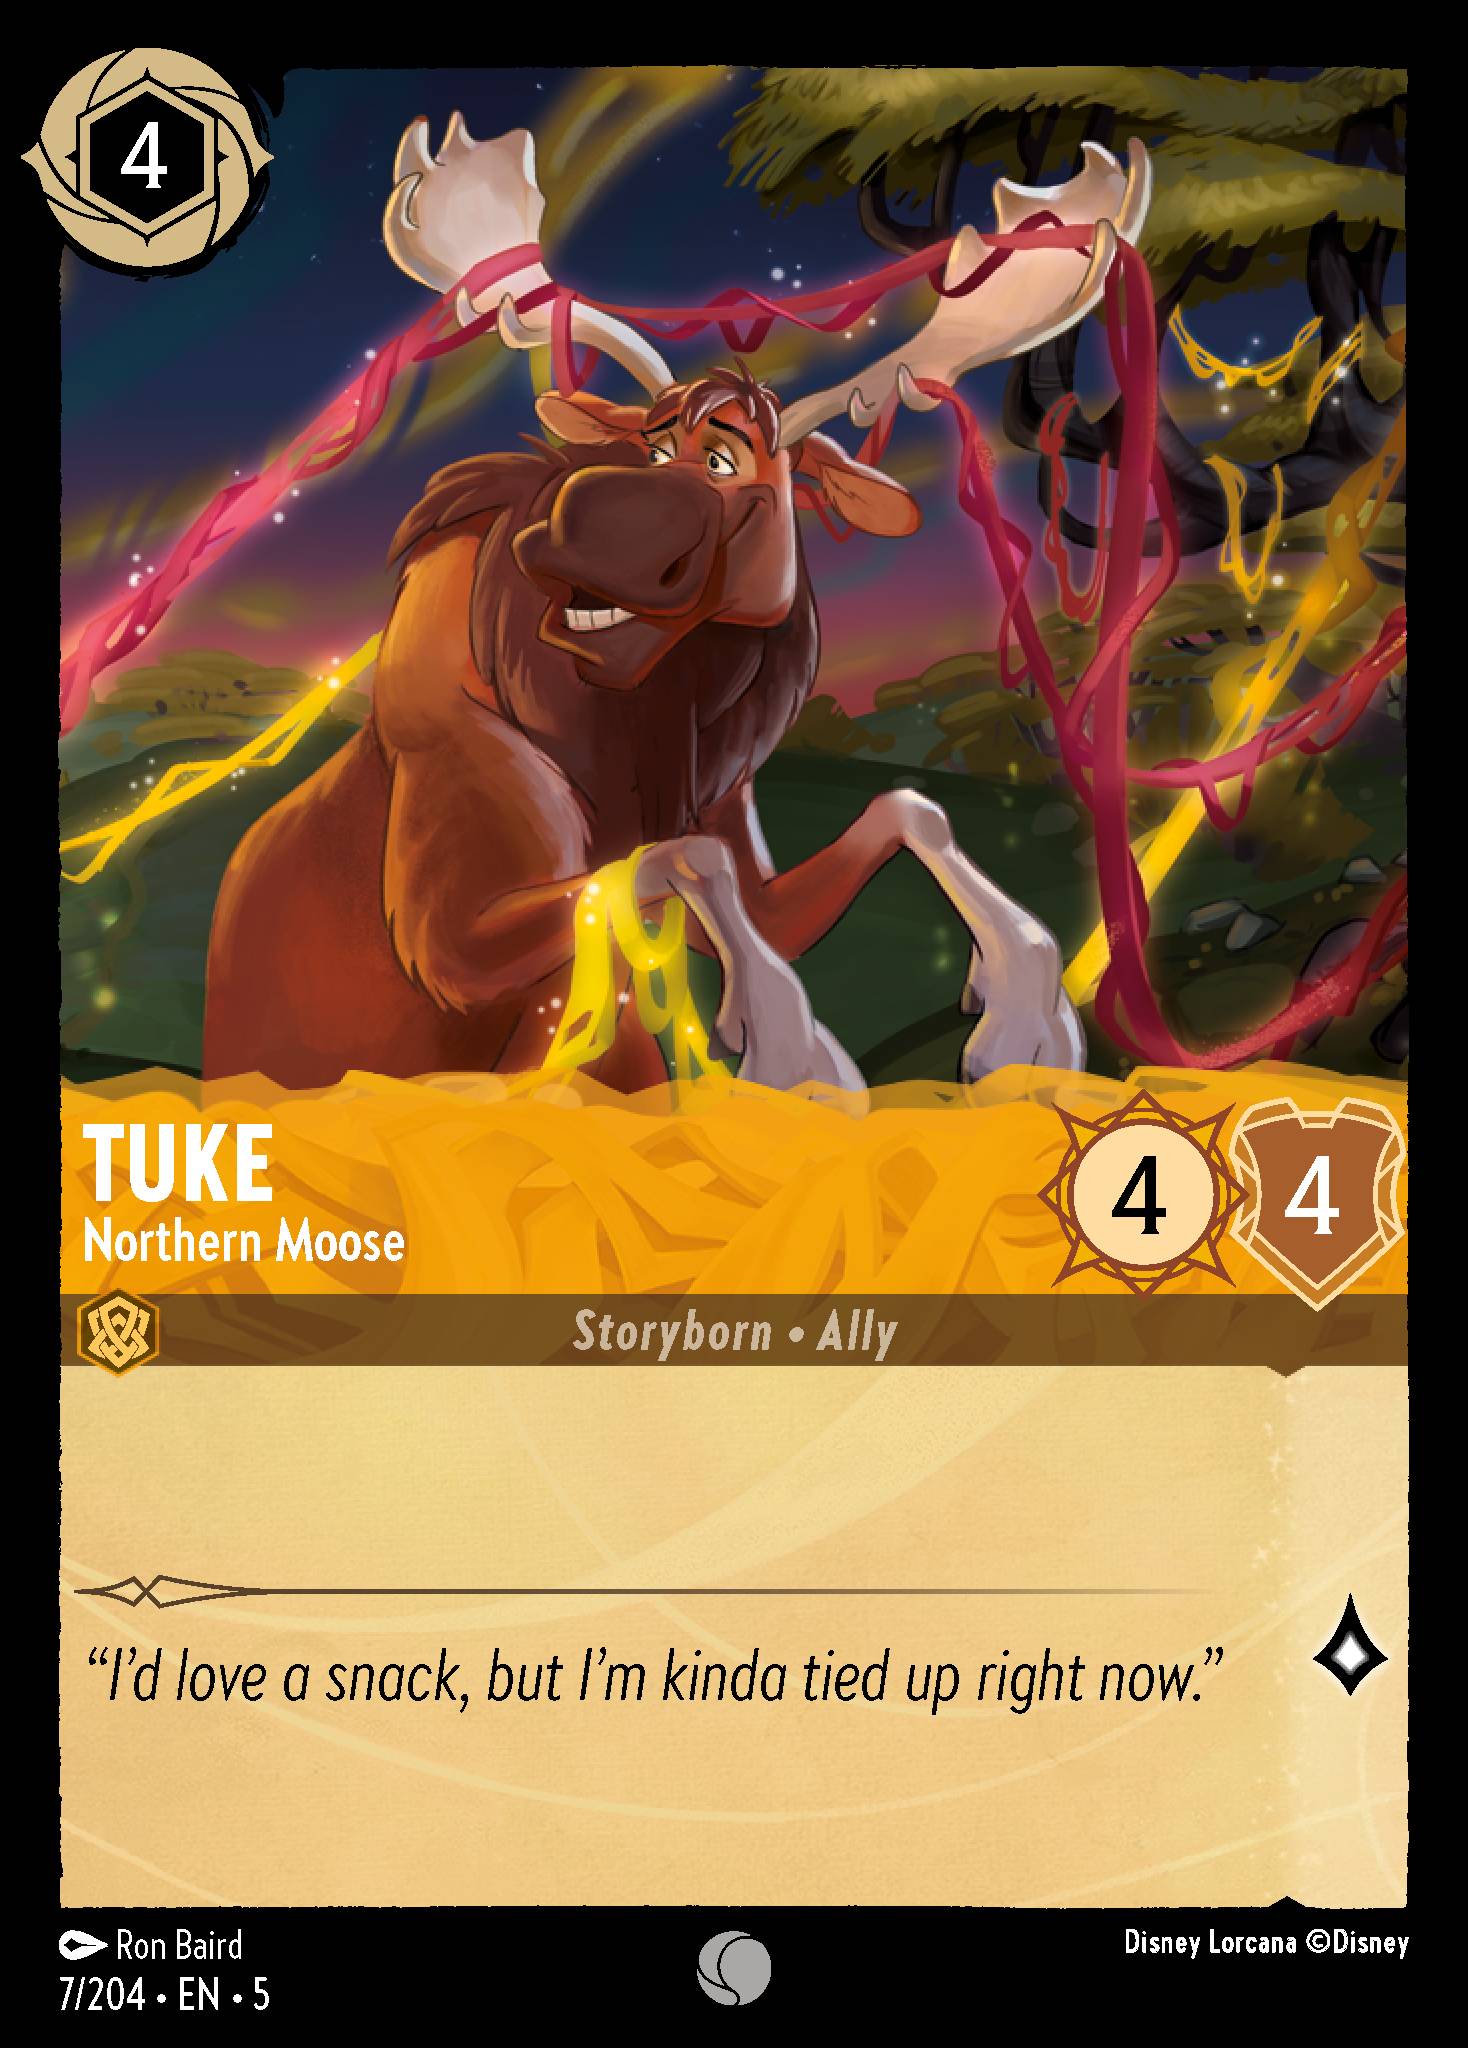 4
TUKE
Northern Moose
4 4
Storyborn • Ally
“I’d love a snack, but I’m kinda tied up right now.”
Ron Baird
Disney Lorcana ©Disney
7/204 • EN • 5